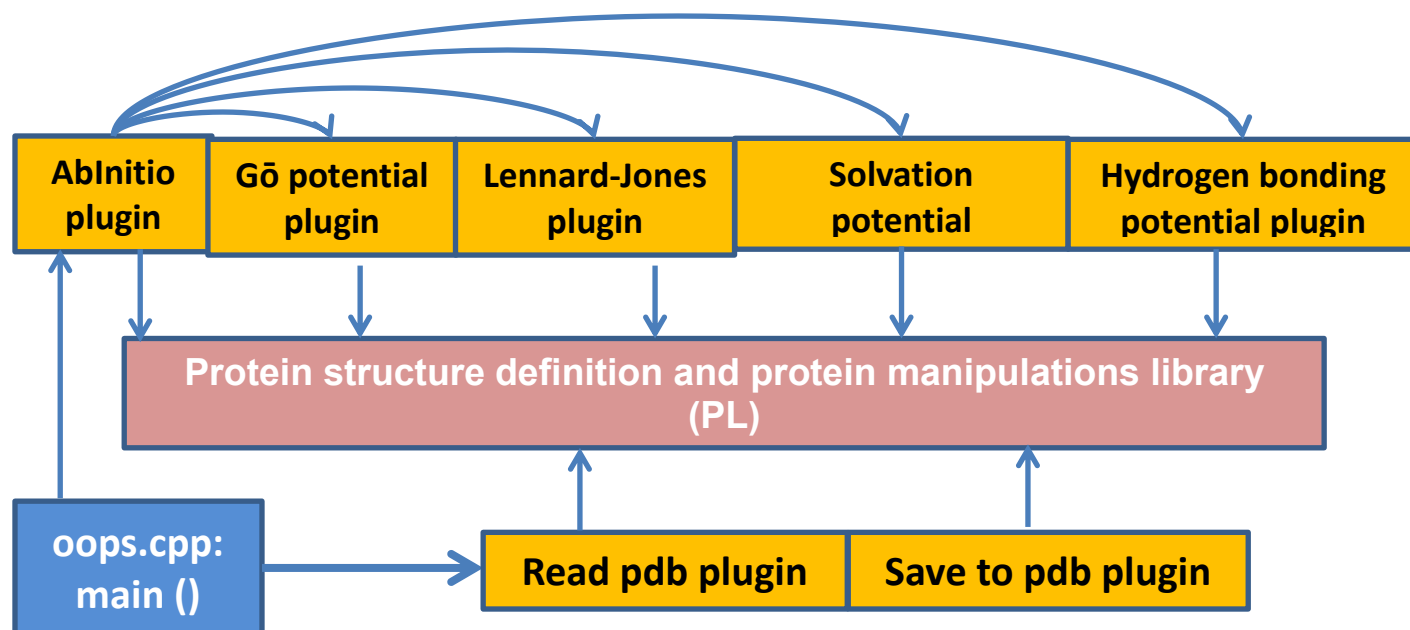 AbInitio
plugin
Gō potential
plugin
Lennard-Jones
plugin
Solvation
potential
Hydrogen bonding
potential plugin
Protein structure definition and protein manipulations library
(PL)
oops.cpp:
main ()
Read pdb plugin
Save to pdb plugin